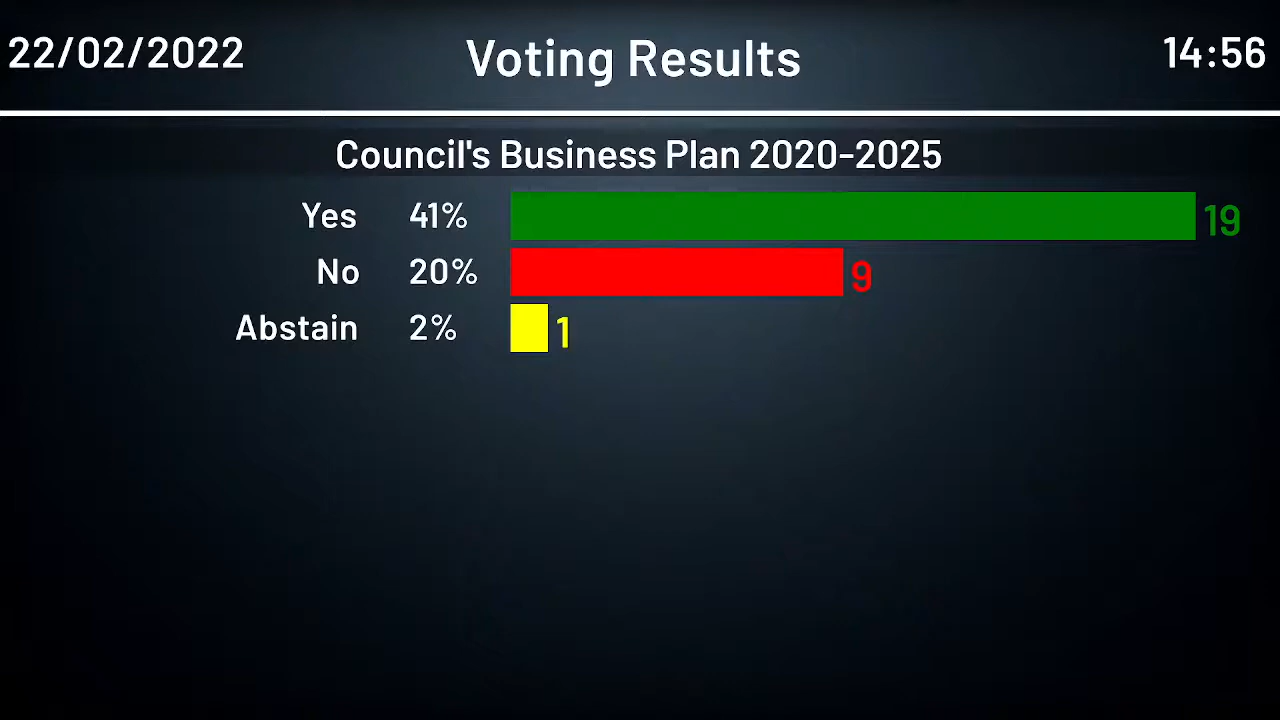 22/02/2022 Voting Results 14:56
Council's Business Plan 2020-2025
Yes 41% 19
No 20% 9
Abstain 2% 1